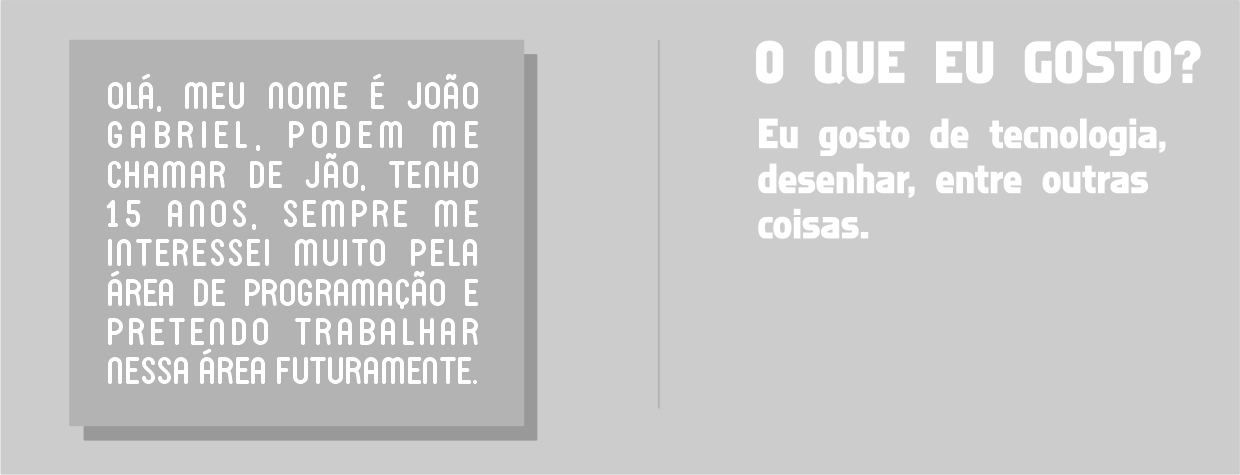 OLÁ, MEU NOME É JOÃO
GABRIEL, PODEM ME
CHAMAR DE JÃO, TENHO
15 ANOS, SEMPRE ME
INTERESSEI MUITO PELA
ÁREA DE PROGRAMAÇÃO E
PRETENDO TRABALHAR
NESSA ÁREA FUTURAMENTE.
O QUE EU GOSTO?
Eu gosto de tecnologia,
desenhar, entre outras
coisas.